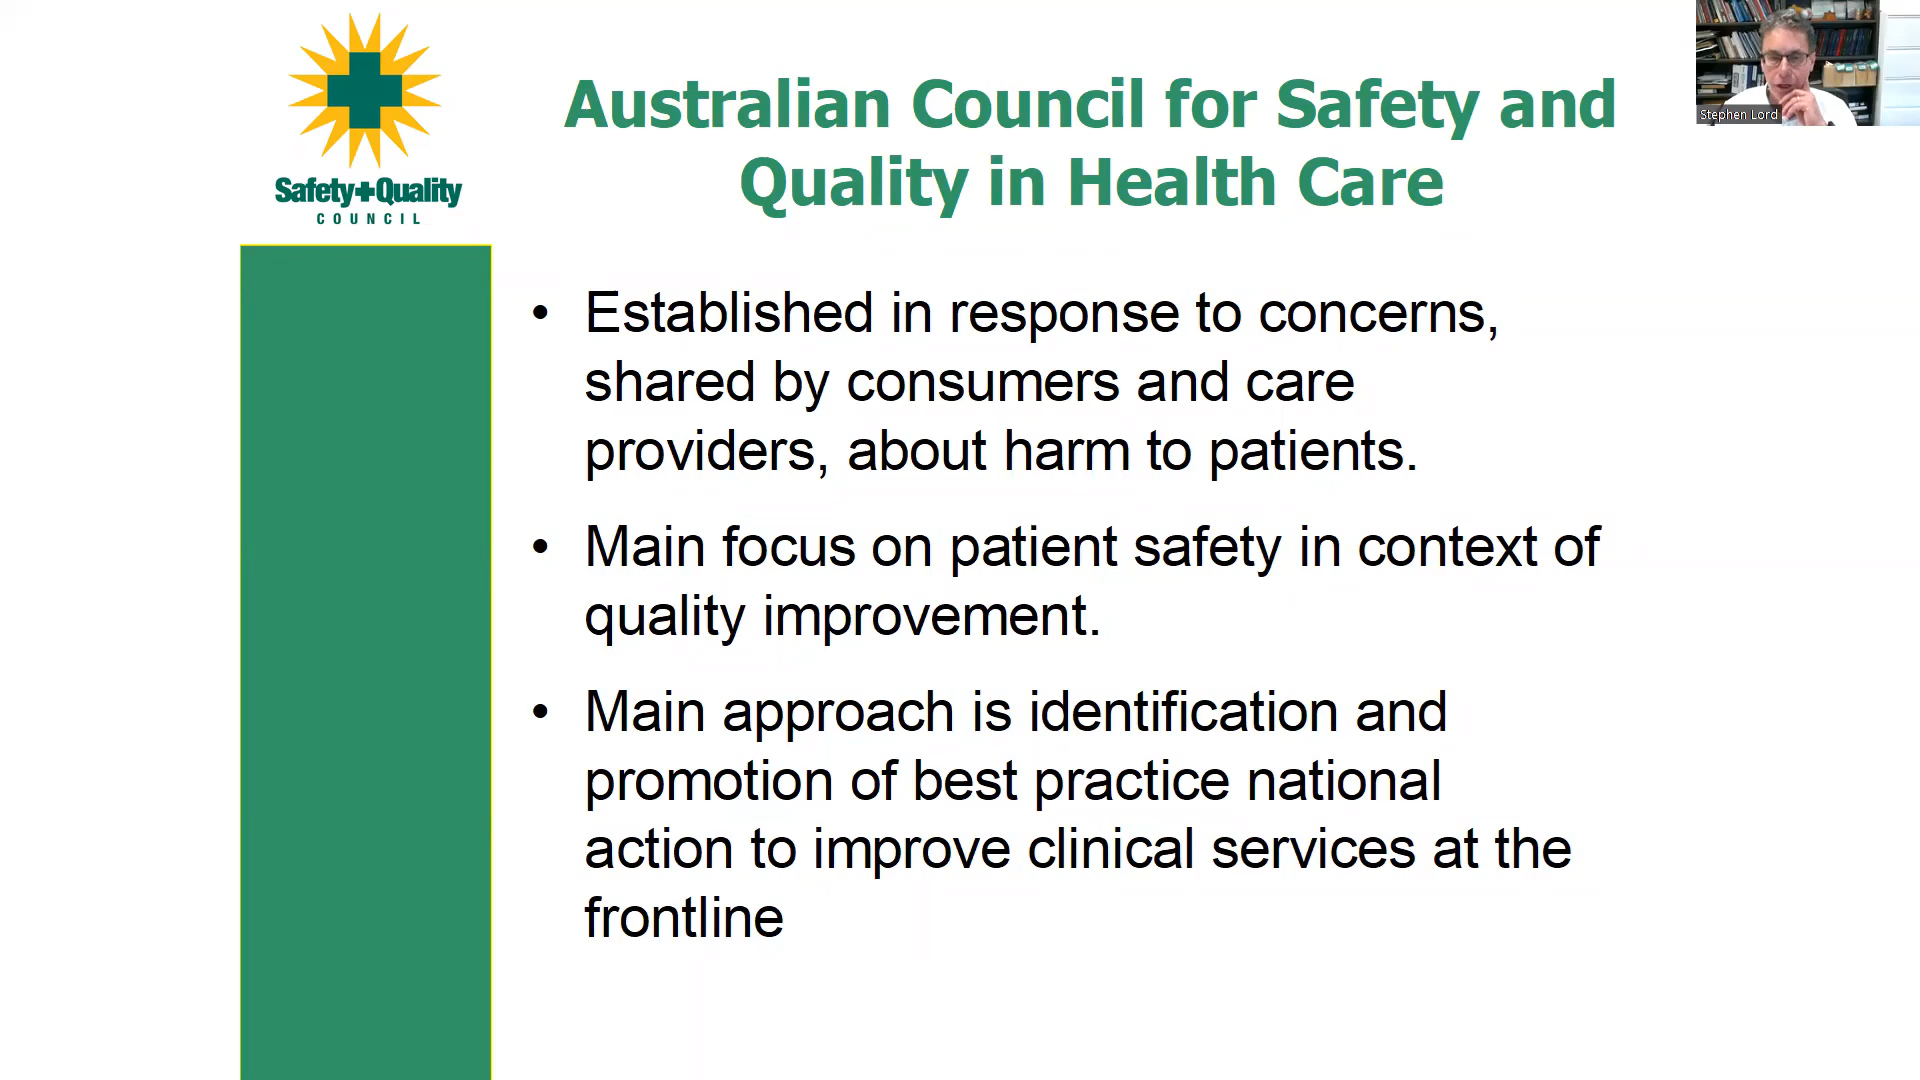 Safety+Quality
COUNCIL
Australian Council for Safety and
Quality in Health Care
Stephen Lord
• Established in response to concerns,
shared by consumers and care
providers, about harm to patients.
• Main focus on patient safety in context of
quality improvement.
• Main approach is identification and
promotion of best practice national
action to improve clinical services at the
frontline